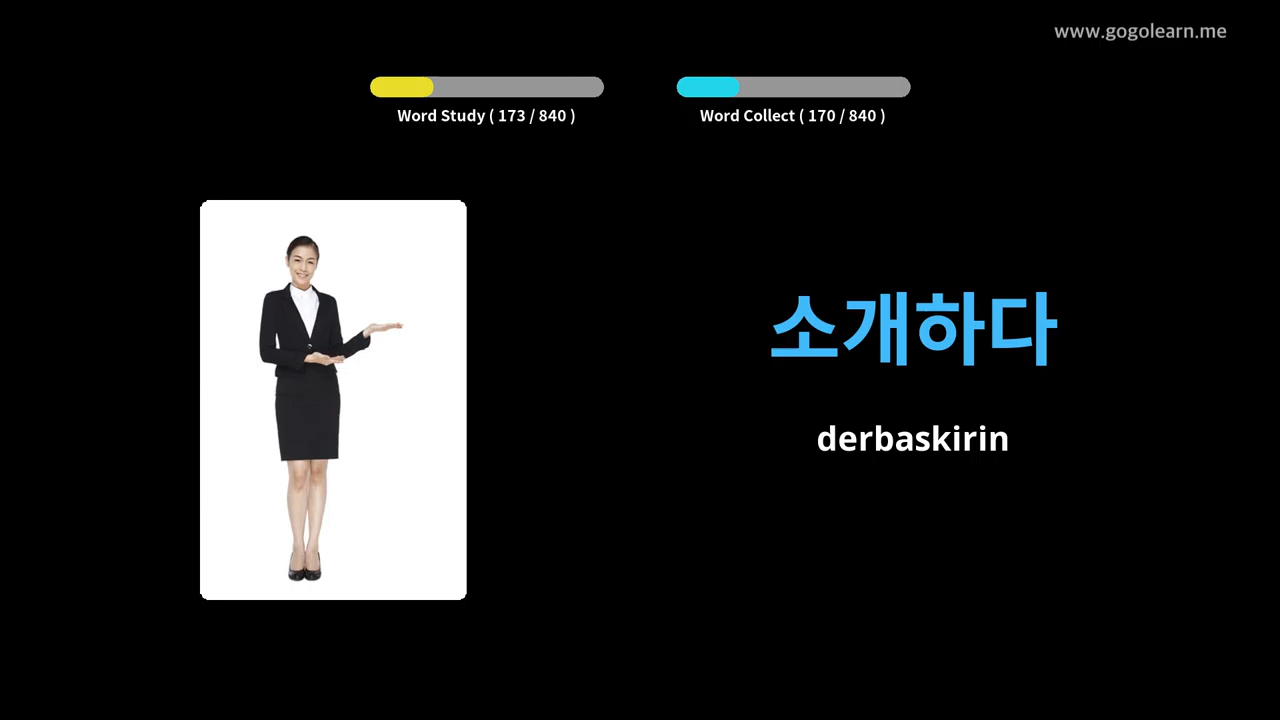 www.gogolearn.me
Word Study ( 173 / 840 )
Word Collect ( 170 / 840 )
소개하다
derbaskirin